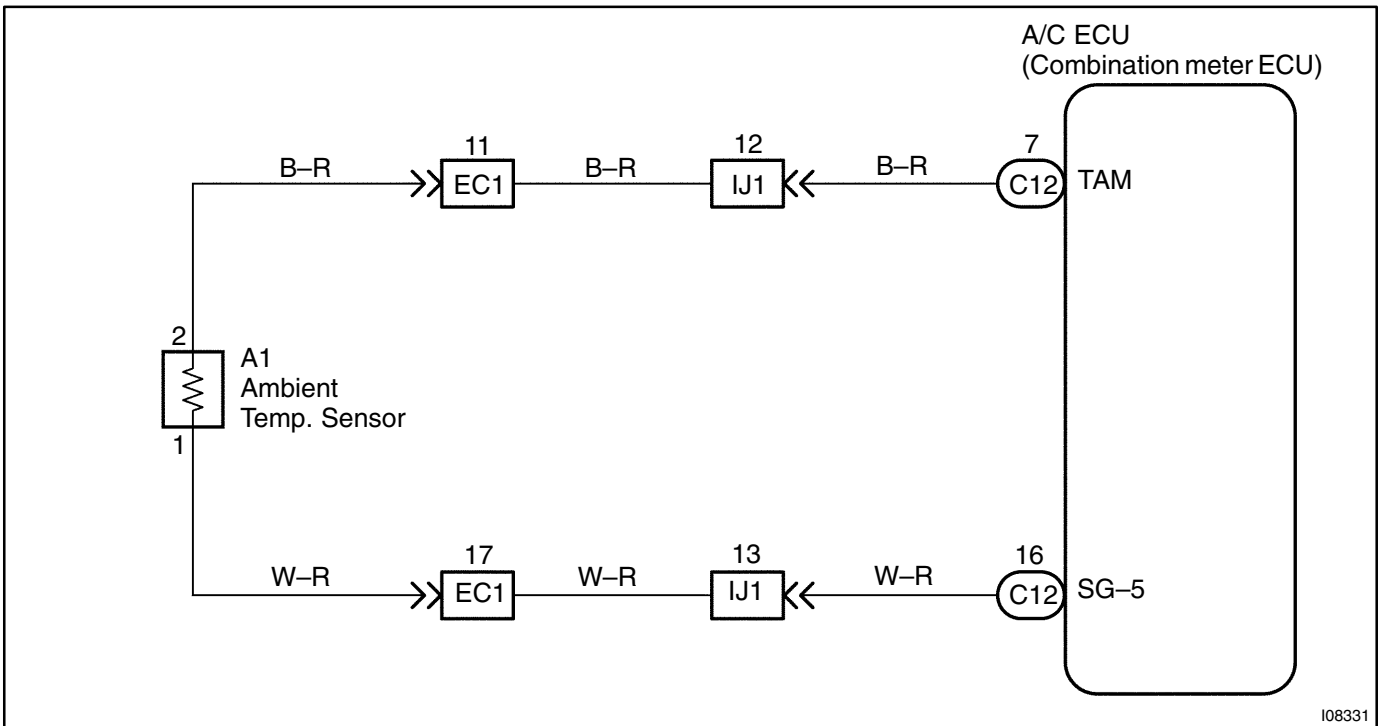 A/C ECU
(Combination meter ECU)
11
12
7
B–R
B–R
B–R
EC1
IJ1
C12
TAM
2
A1
Ambient
Temp. Sensor
1
17
13
16
W–R
W–R
W–R
EC1
IJ1
C12
SG–5
I08331